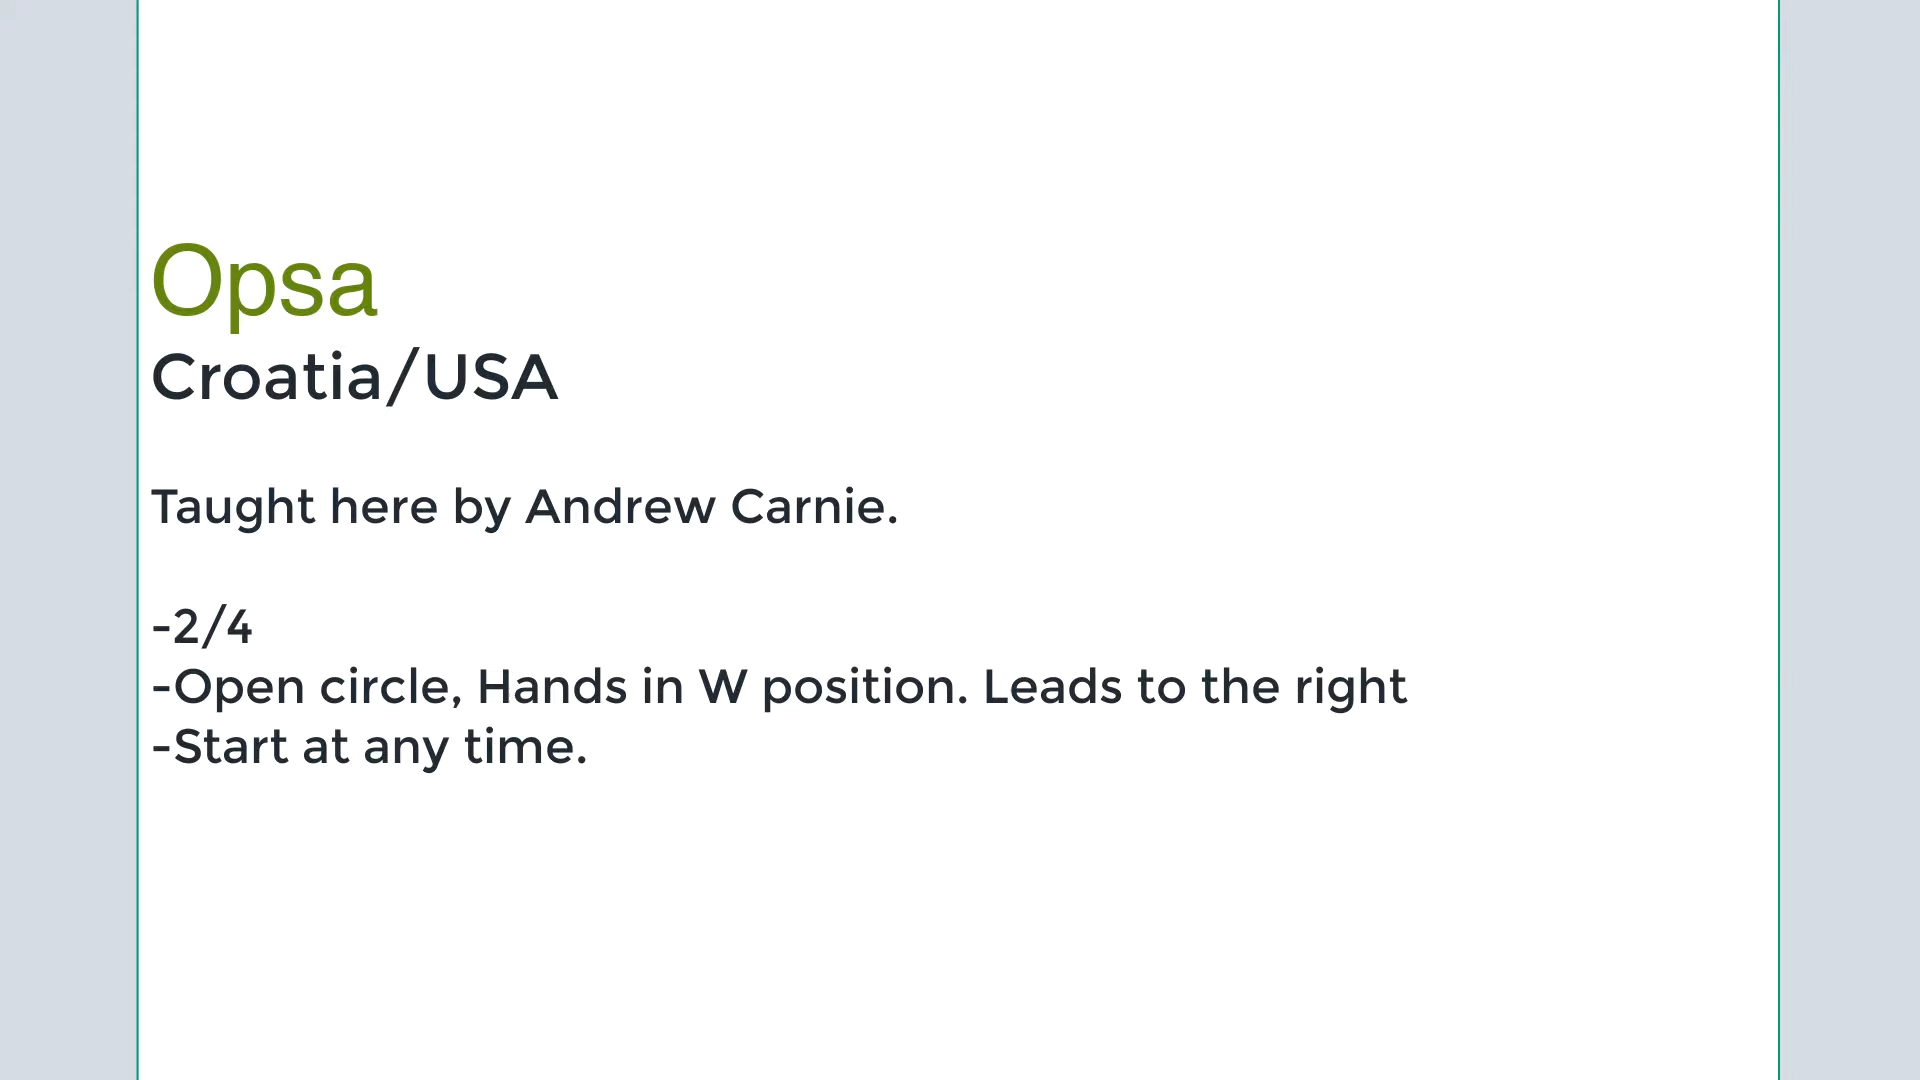 Opsa
Croatia/USA
Taught here by Andrew Carnie.
-2/4
-Open circle, Hands in W position. Leads to the right
-Start at any time.